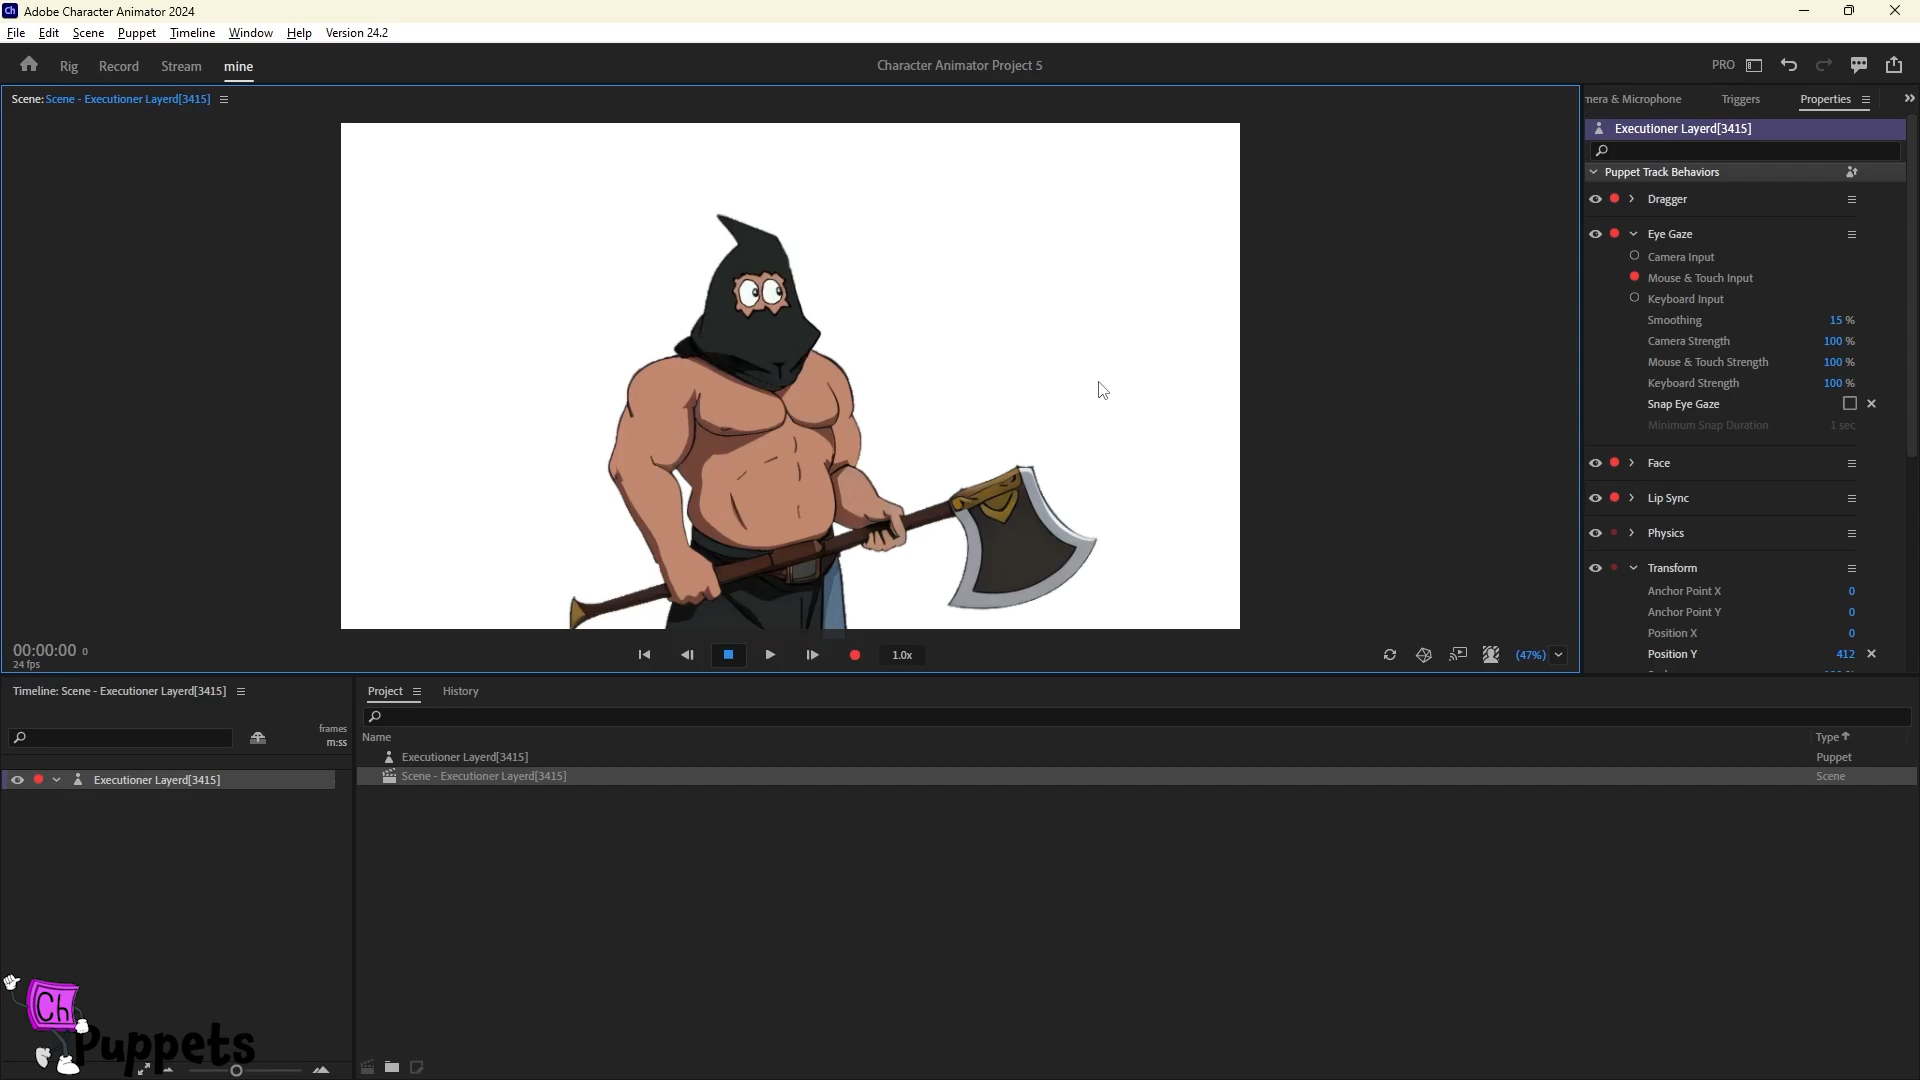 Adobe Character Animator 2024
File Edit Scene Puppet Timeline Window Help Version 24.2
Rig Record Stream mine
Character Animator Project 5
PRO
Scene: Scene - Executioner Layerd[3415]
mera & Microphone Triggers Properties
Executioner Layerd[3415]
Puppet Track Behaviors
Dragger
Eye Gaze
Camera Input
Mouse & Touch Input
Keyboard Input
Smoothing 15 %
Camera Strength 100 %
Mouse & Touch Strength 100 %
Keyboard Strength 100 %
Snap Eye Gaze
Minimum Snap Duration 1 sec
Face
Lip Sync
Physics
Transform
Anchor Point X 0
Anchor Point Y 0
Position X 0
Position Y 412
00:00:00 0
24 fps
1.0x
(47%)
Timeline: Scene - Executioner Layerd[3415]
frames
m:ss
Executioner Layerd[3415]
Project History
Name Type
Executioner Layerd[3415] Puppet
Scene - Executioner Layerd[3415] Scene
Ch
Puppets